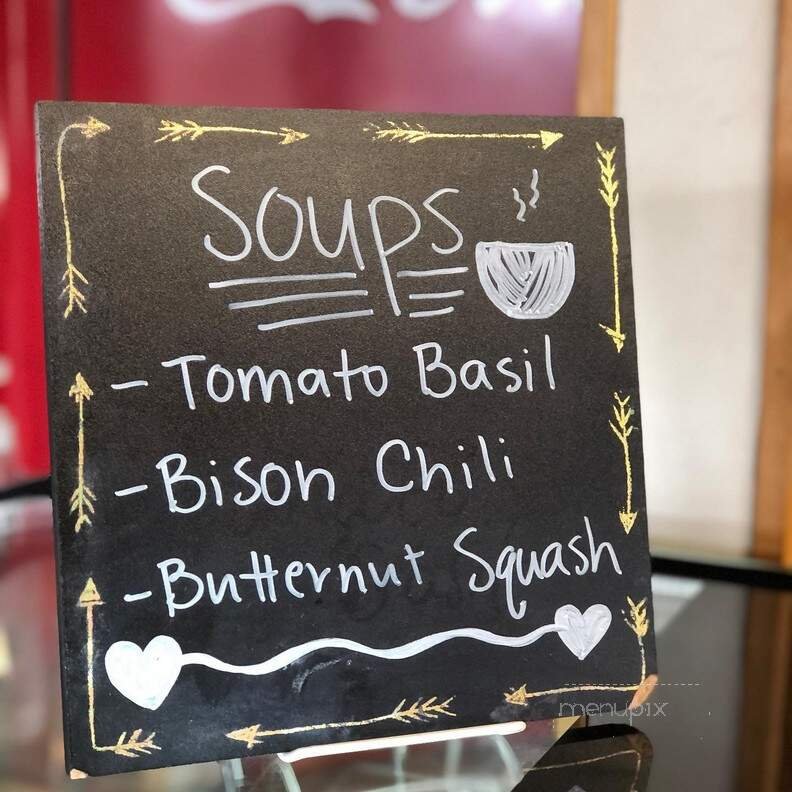 Soups
- Tomato Basil
- Bison Chili
- Butternut Squash
menupix